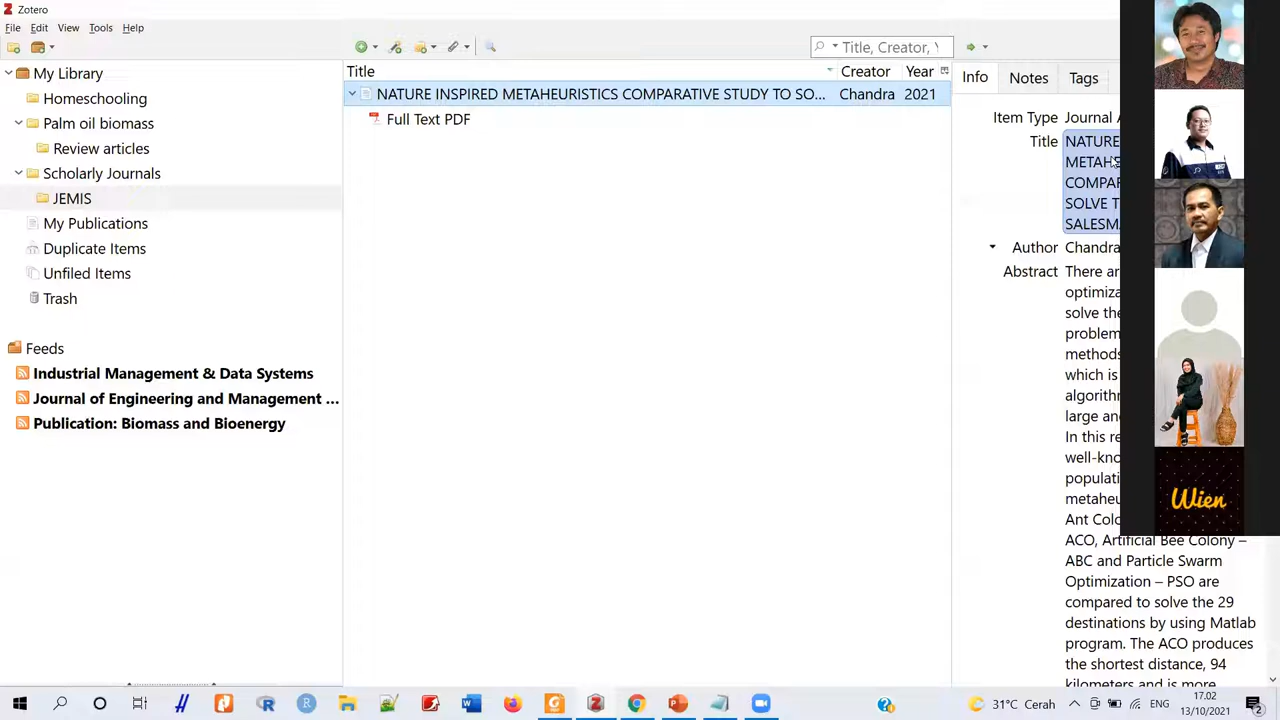 Zotero
File Edit View Tools Help
Title, Creator, Y
My Library
Homeschooling
Palm oil biomass
Review articles
Scholarly Journals
JEMIS
My Publications
Duplicate Items
Unfiled Items
Trash
Feeds
Industrial Management & Data Systems
Journal of Engineering and Management ...
Publication: Biomass and Bioenergy
Title Creator Year
NATURE INSPIRED METAHEURISTICS COMPARATIVE STUDY TO SO... Chandra 2021
Full Text PDF
Info Notes Tags
Item Type Journal A
Title NATURE
METAHE
COMPAR
SOLVE T
SALESMA
Author Chandra
Abstract There ar
optimiza
solve the
problem
methods
which is
algorithm
large an
In this re
well-kno
populati
metaheu
Ant Colo
ACO, Artificial Bee Colony –
ABC and Particle Swarm
Optimization – PSO are
compared to solve the 29
destinations by using Matlab
program. The ACO produces
the shortest distance, 94
kilometers and is more
Wien
31°C Cerah ENG 17.02
13/10/2021
2